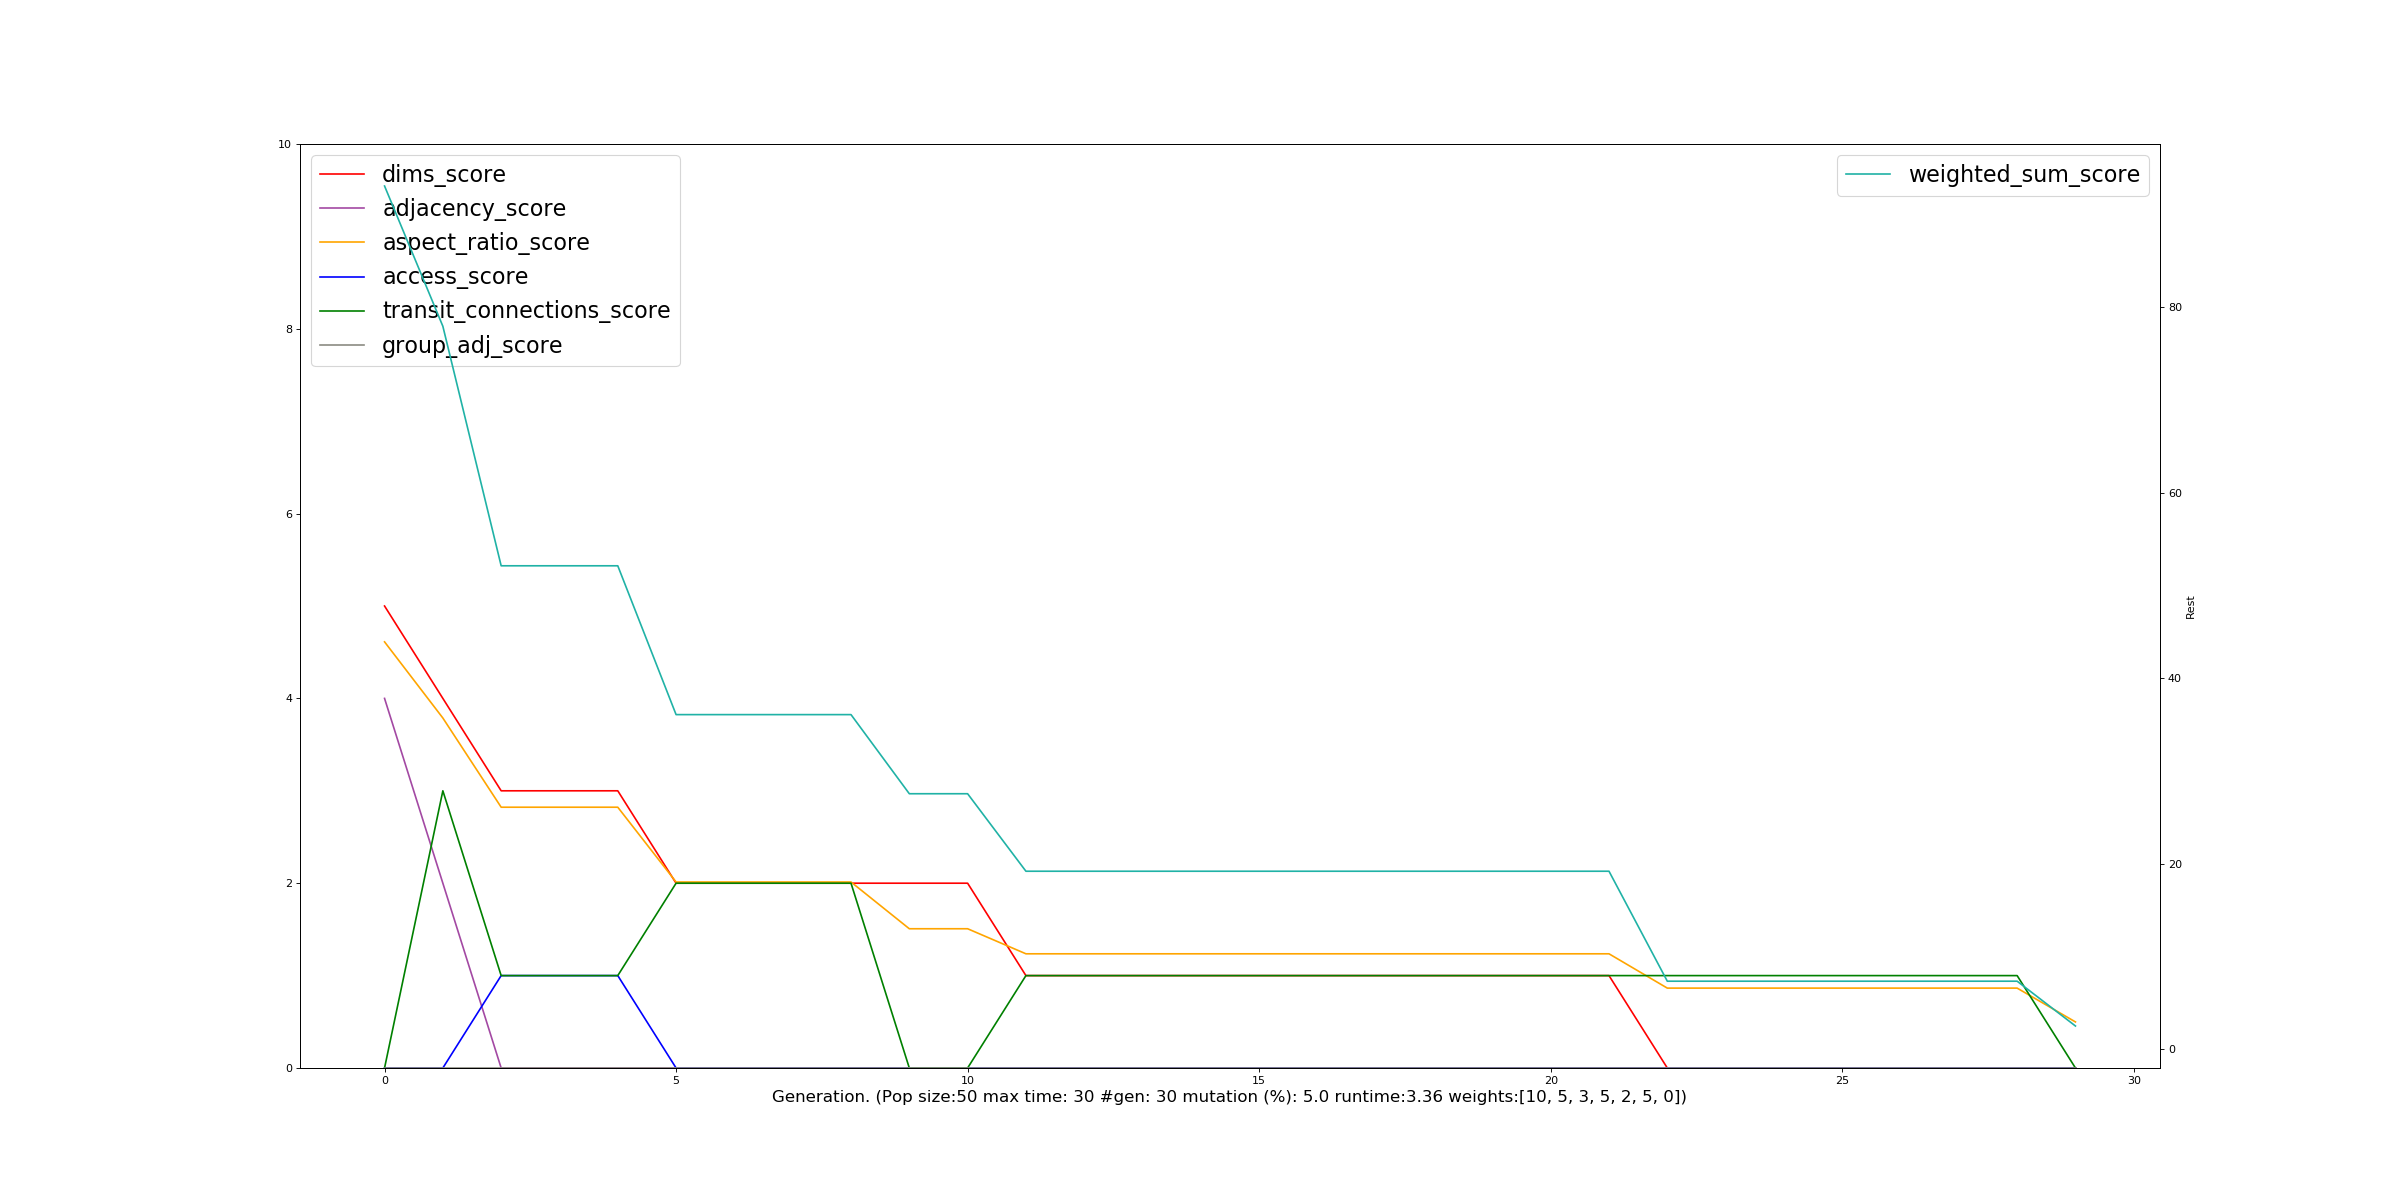 10
8
6
4
2
0
dims_score
adjacency_score
aspect_ratio_score
access_score
transit_connections_score
group_adj_score
weighted_sum_score
80
60
40
20
0
Rest
0 5 10 15 20 25 30
Generation. (Pop size:50 max time: 30 #gen: 30 mutation (%): 5.0 runtime:3.36 weights:[10, 5, 3, 5, 2, 5, 0])